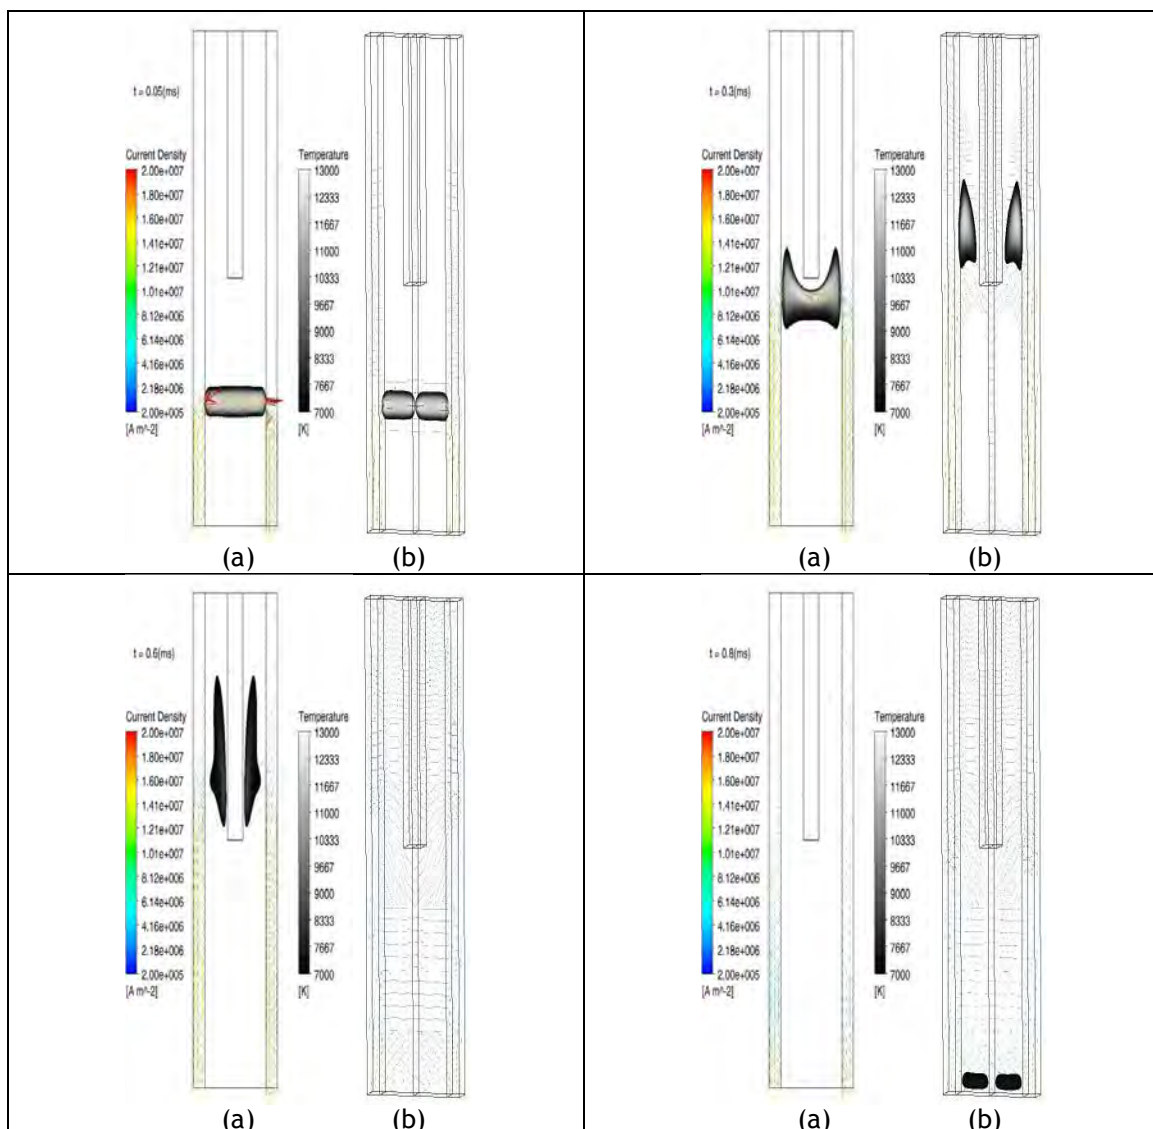 t = 0.05(ms)
Current Density
2.00e+007
1.80e+007
1.60e+007
1.41e+007
1.21e+007
1.01e+007
8.12e+006
6.14e+006
4.16e+006
2.18e+006
2.00e+005
[A m^-2]
Temperature
13000
12333
11667
11000
10333
9667
9000
8333
7667
7000
[K]
(a)
(b)
t = 0.3(ms)
Current Density
2.00e+007
1.80e+007
1.60e+007
1.41e+007
1.21e+007
1.01e+007
8.12e+006
6.14e+006
4.16e+006
2.18e+006
2.00e+005
[A m^-2]
Temperature
13000
12333
11667
11000
10333
9667
9000
8333
7667
7000
[K]
(a)
(b)
t = 0.6(ms)
Current Density
2.00e+007
1.80e+007
1.60e+007
1.41e+007
1.21e+007
1.01e+007
8.12e+006
6.14e+006
4.16e+006
2.18e+006
2.00e+005
[A m^-2]
Temperature
13000
12333
11667
11000
10333
9667
9000
8333
7667
7000
[K]
(a)
(b)
t = 0.8(ms)
Current Density
2.00e+007
1.80e+007
1.60e+007
1.41e+007
1.21e+007
1.01e+007
8.12e+006
6.14e+006
4.16e+006
2.18e+006
2.00e+005
[A m^-2]
Temperature
13000
12333
11667
11000
10333
9667
9000
8333
7667
7000
[K]
(a)
(b)